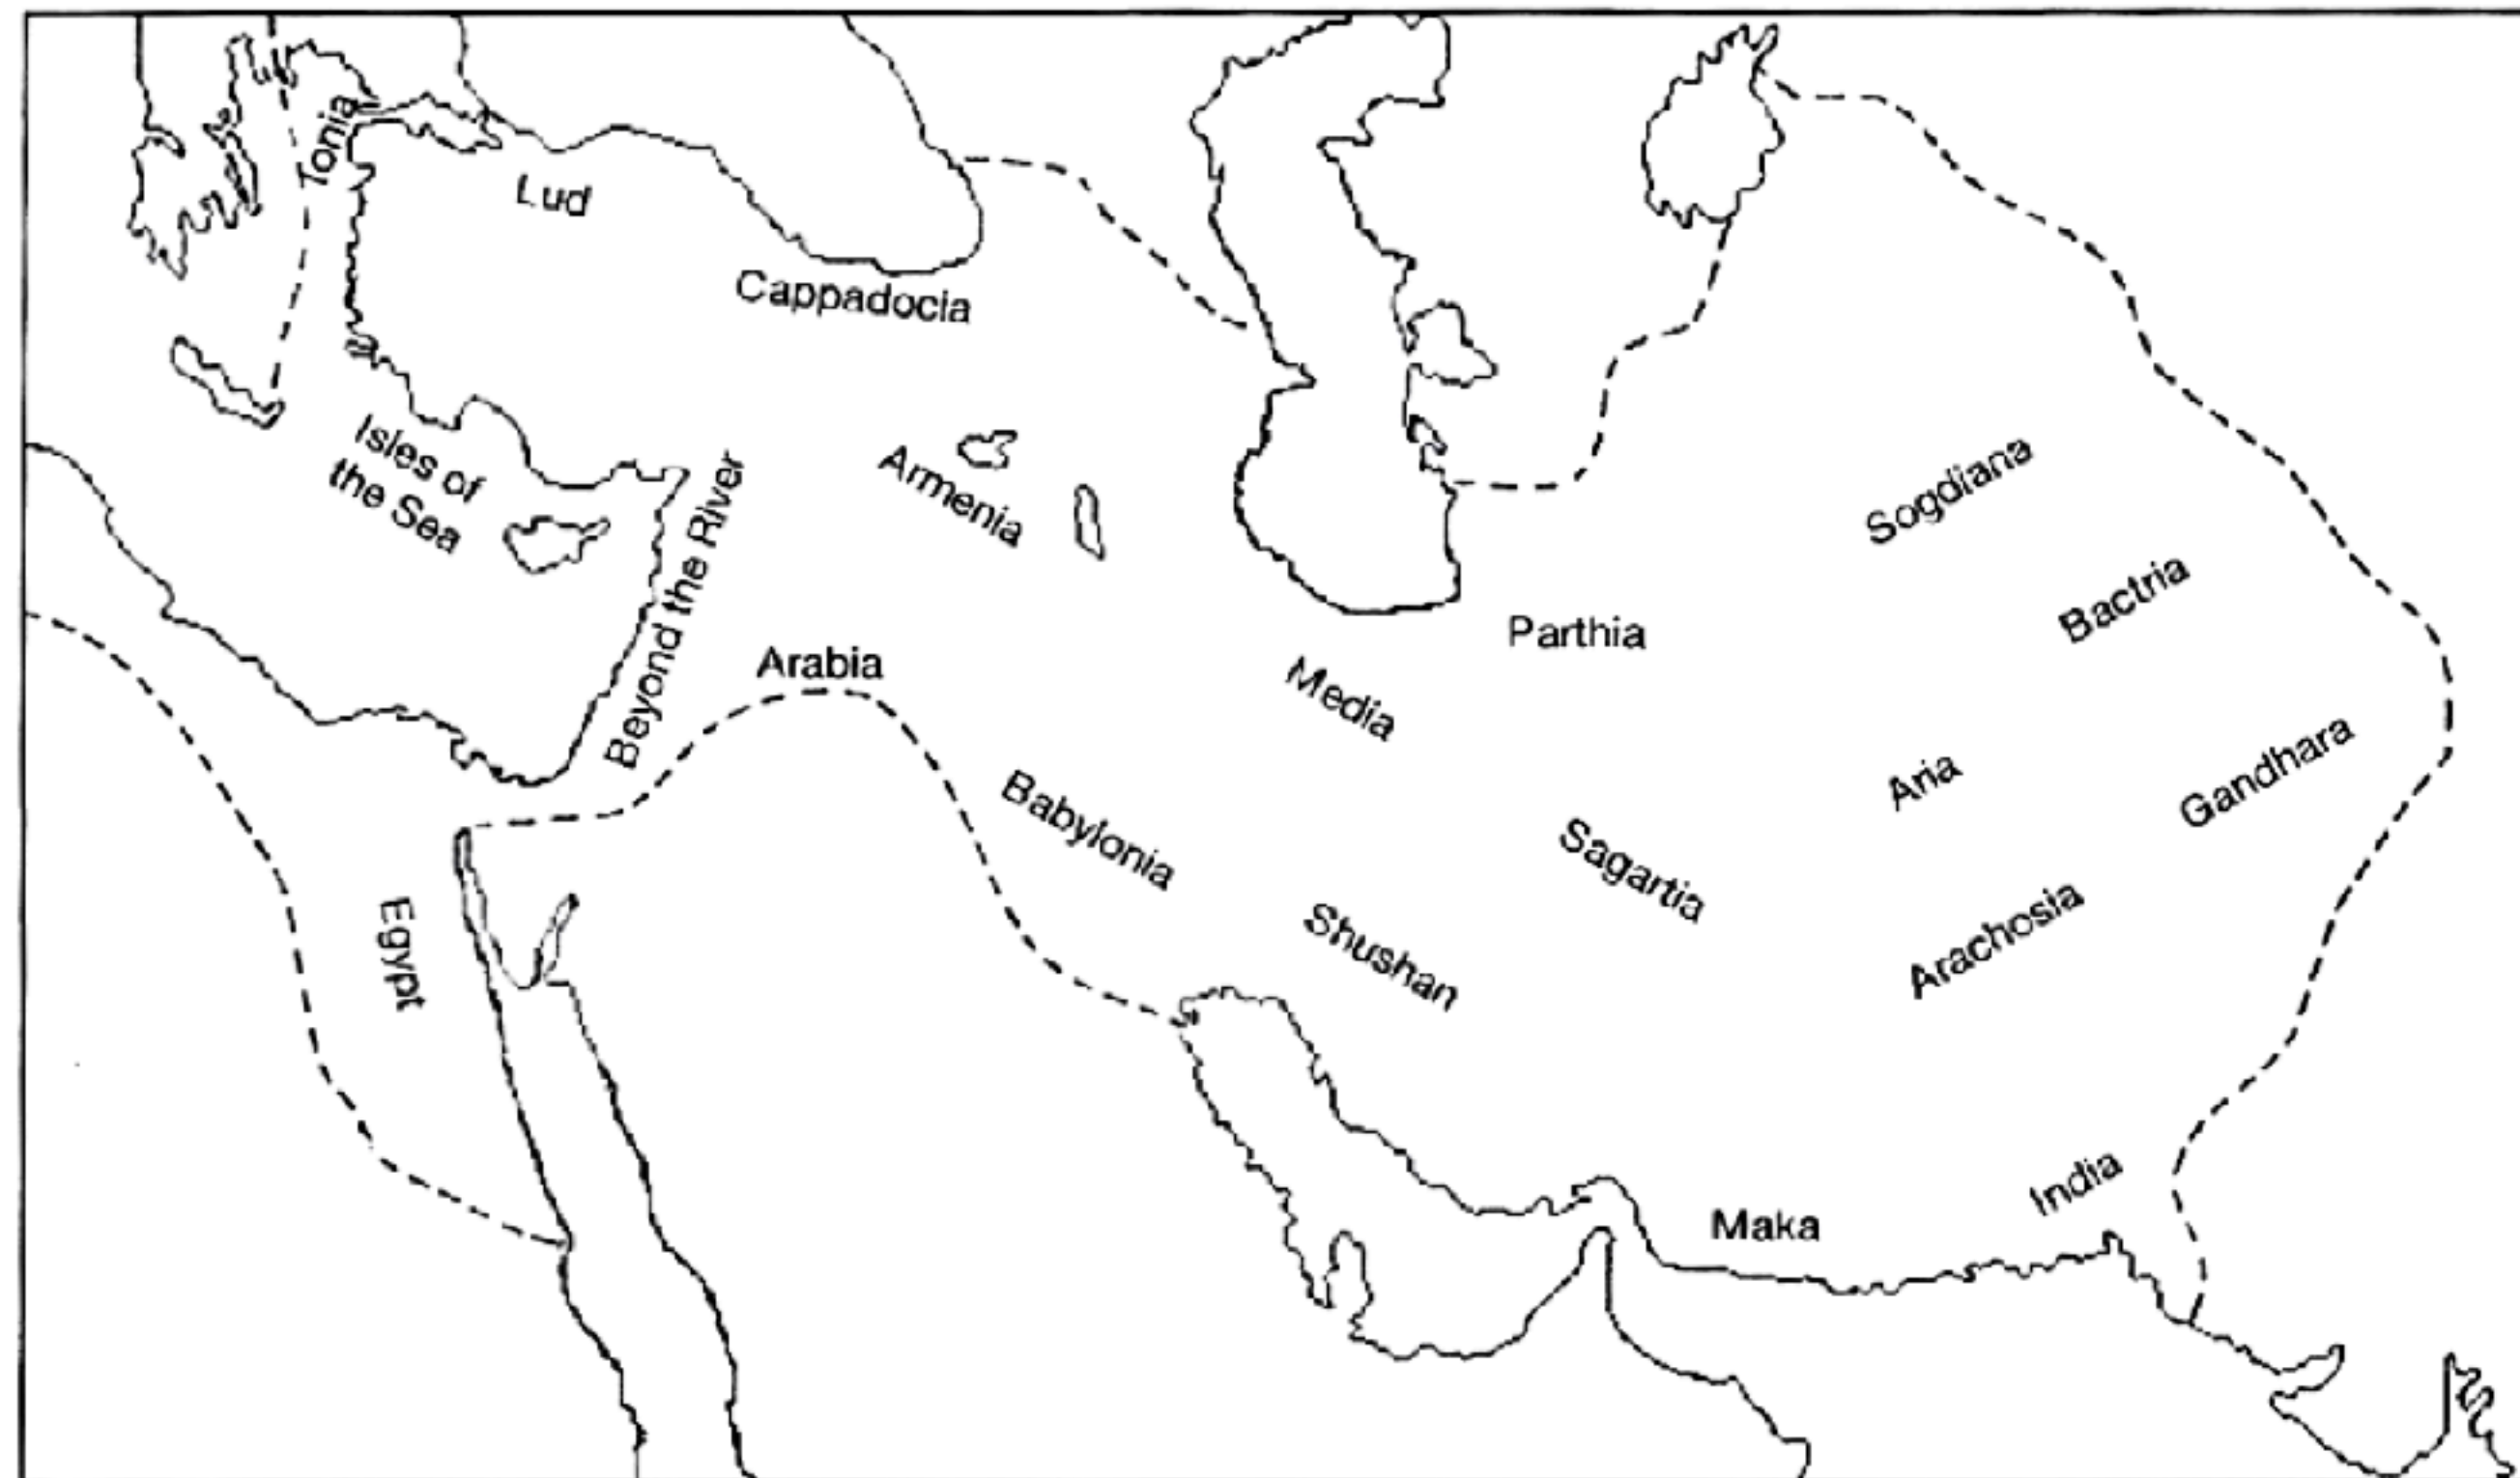 Ionia
Lud
Cappadocia
Isles of
the Sea
Beyond the River
Armenia
Sogdiana
Bactria
Parthia
Arabia
Media
Babylonia
Aria
Gandhara
Sagartia
Shushan
Arachosia
Egypt
Maka
India